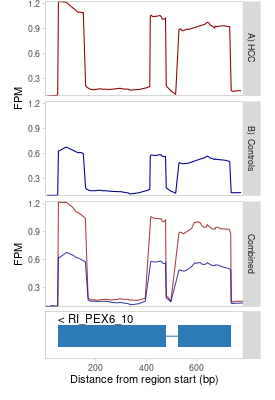 1.2
0.9
0.6
0.3
FPM
A) HCC
1.2
0.9
0.6
0.3
B) Controls
1.2
0.9
0.6
0.3
FPM
Combined
< RI_PEX6_10
200 400 600
Distance from region start (bp)